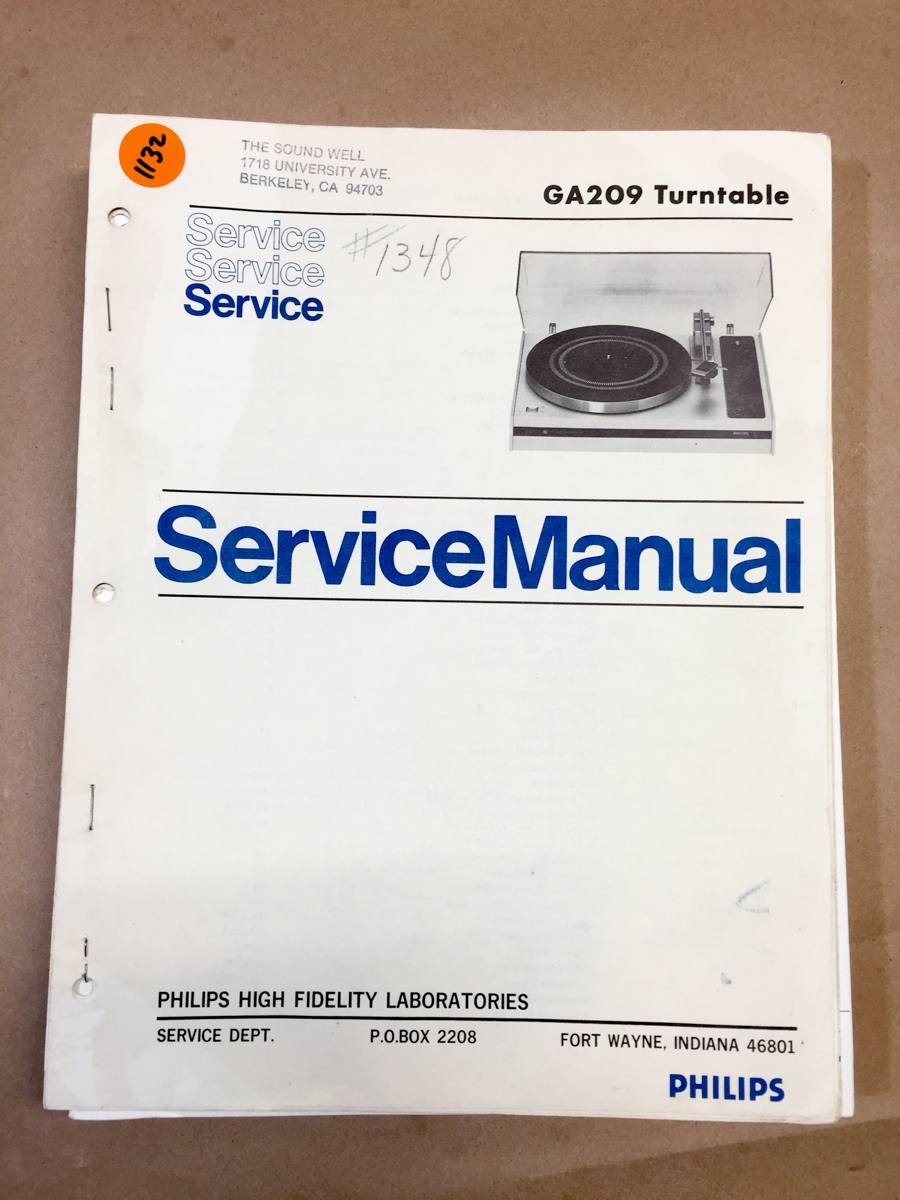 1132
THE SOUND WELL
1718 UNIVERSITY AVE.
BERKELEY, CA 94703
GA209 Turntable
Service
Service
Service
#1348
ServiceManual
PHILIPS HIGH FIDELITY LABORATORIES
SERVICE DEPT. P.O.BOX 2208 FORT WAYNE, INDIANA 46801
PHILIPS